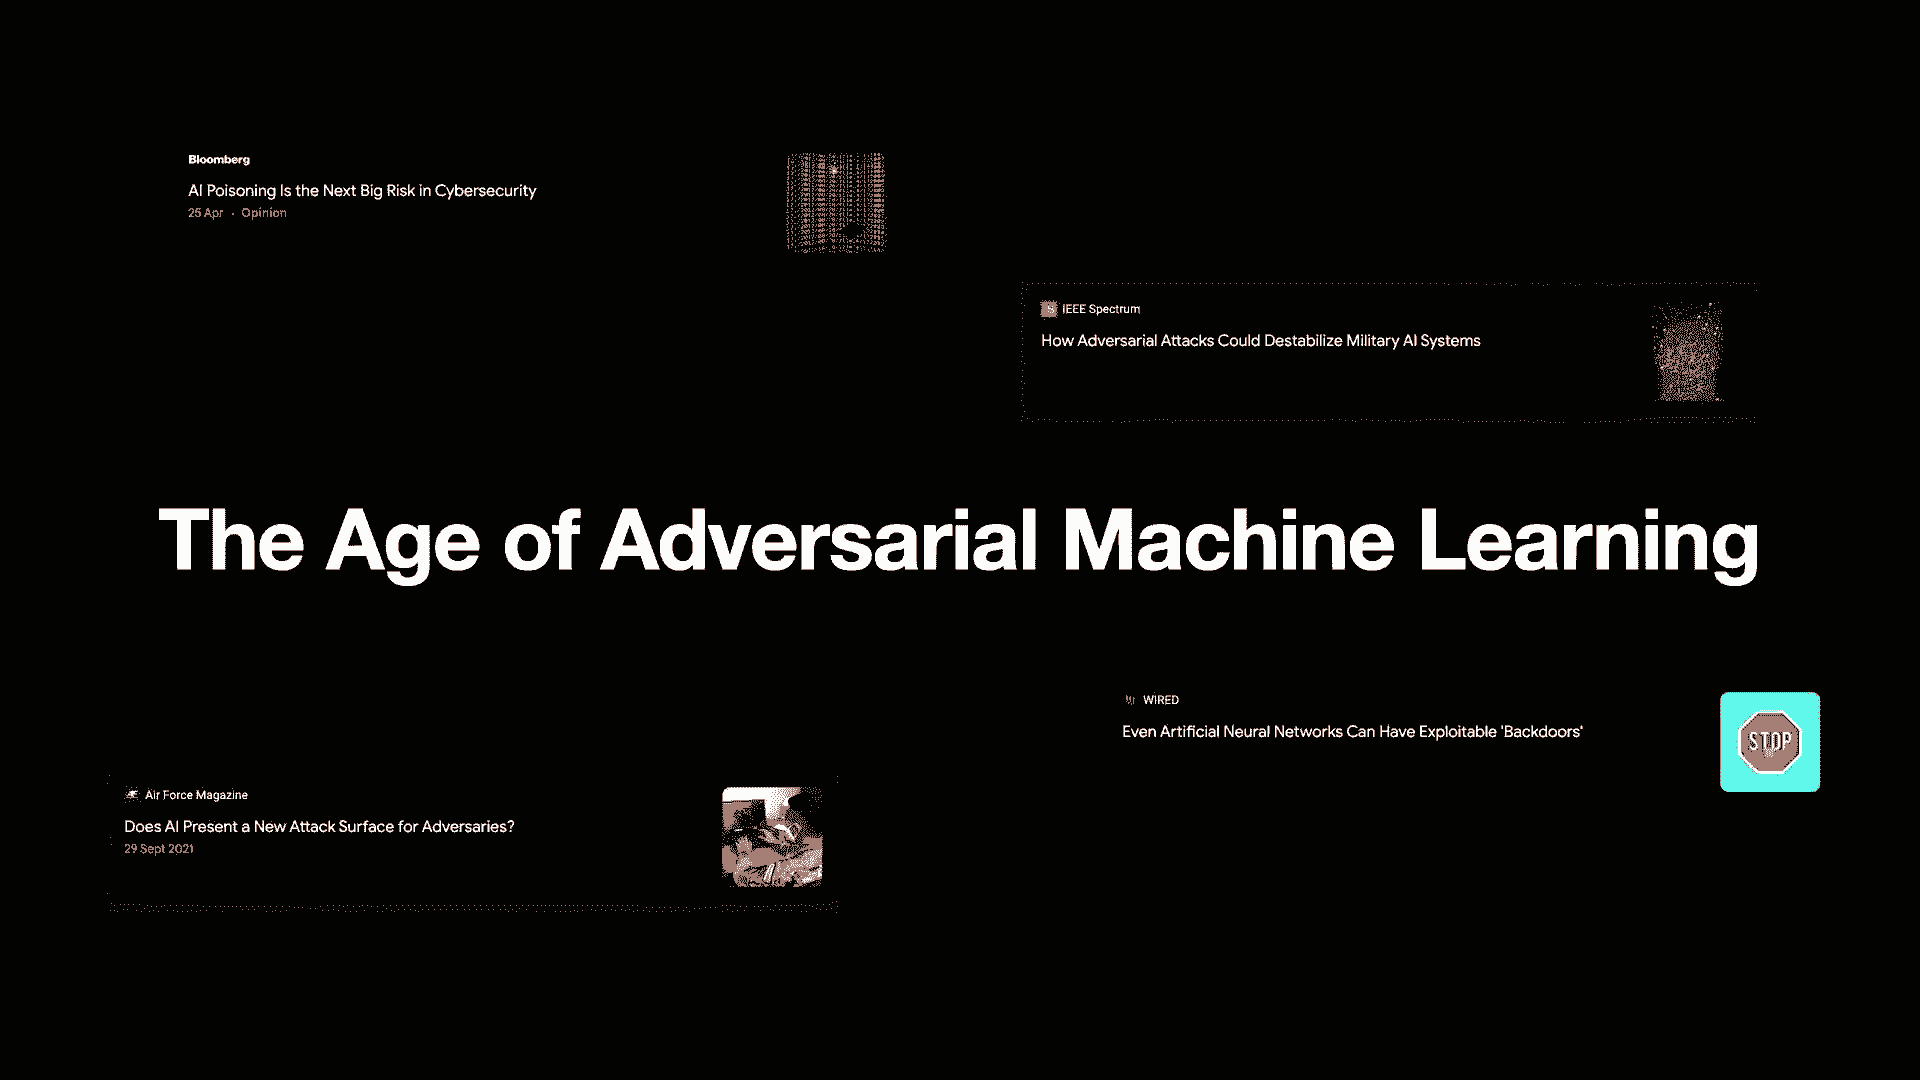 Bloomberg
AI Poisoning Is the Next Big Risk in Cybersecurity
25 Apr · Opinion
S IEEE Spectrum
How Adversarial Attacks Could Destabilize Military AI Systems
The Age of Adversarial Machine Learning
WIRED
Even Artificial Neural Networks Can Have Exploitable 'Backdoors'
STOP
Air Force Magazine
Does AI Present a New Attack Surface for Adversaries?
29 Sept 2021